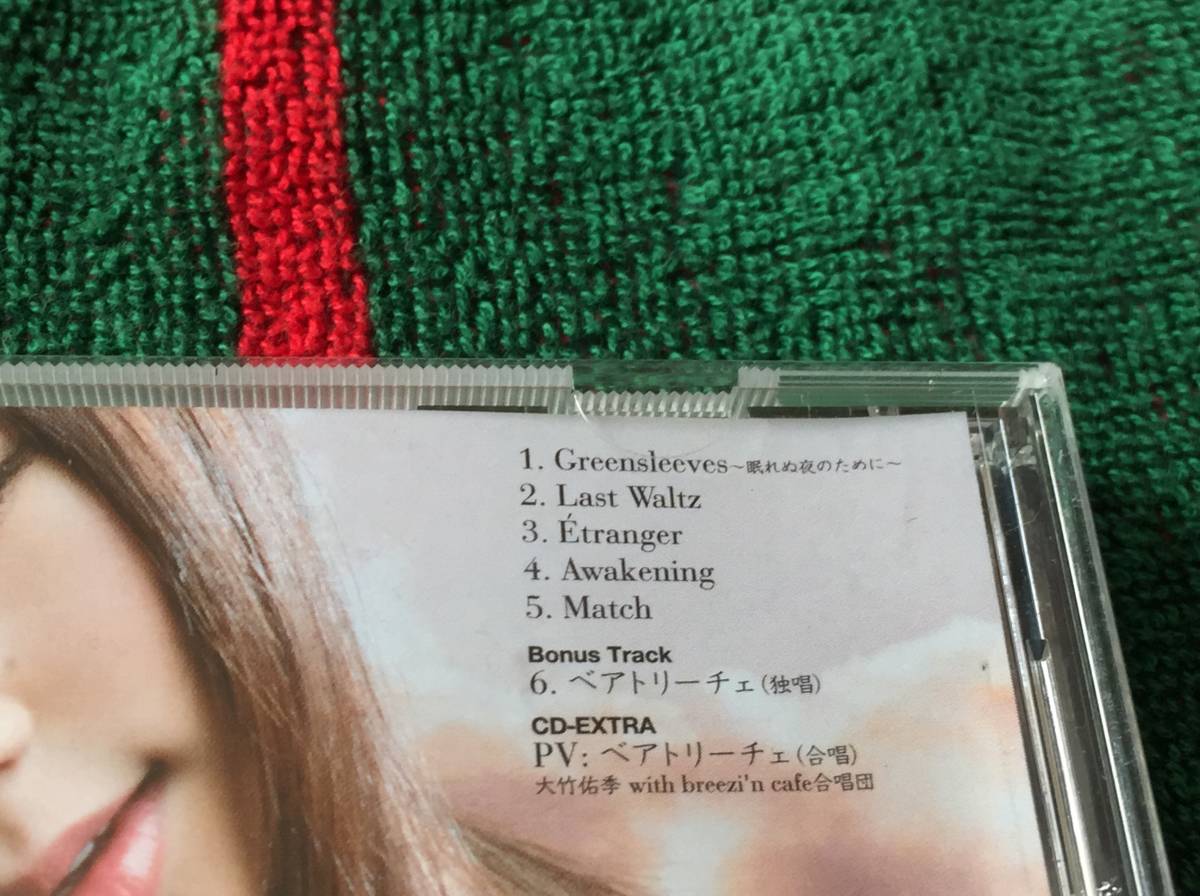 1. Greensleeves~眠れぬ夜のために~
2. Last Waltz
3. Étranger
4. Awakening
5. Match
Bonus Track
6. ベアトリーチェ(独唱)
CD-EXTRA
PV: ベアトリーチェ(合唱)
大竹佑季 with breezi'n cafe合唱団